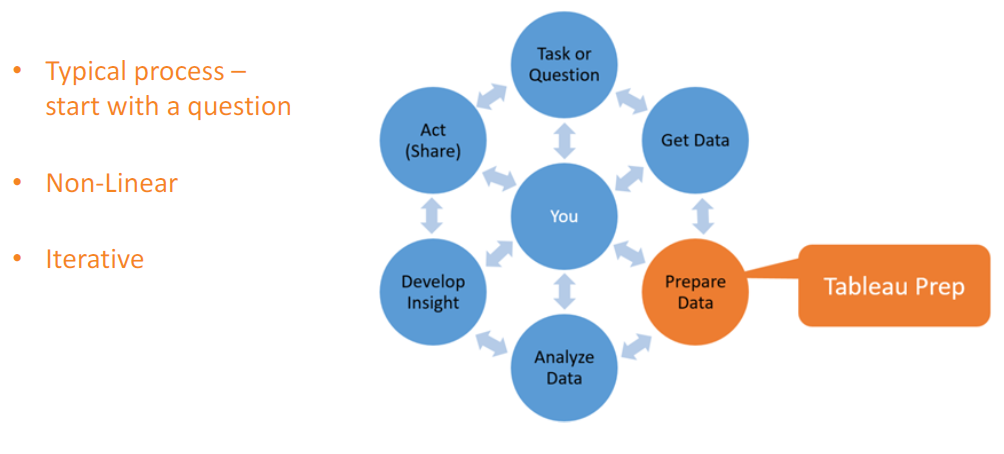 • Typical process –
start with a question
• Non-Linear
• Iterative
Task or
Question
Act
(Share)
Get Data
You
Develop
Insight
Prepare
Data
Tableau Prep
Analyze
Data